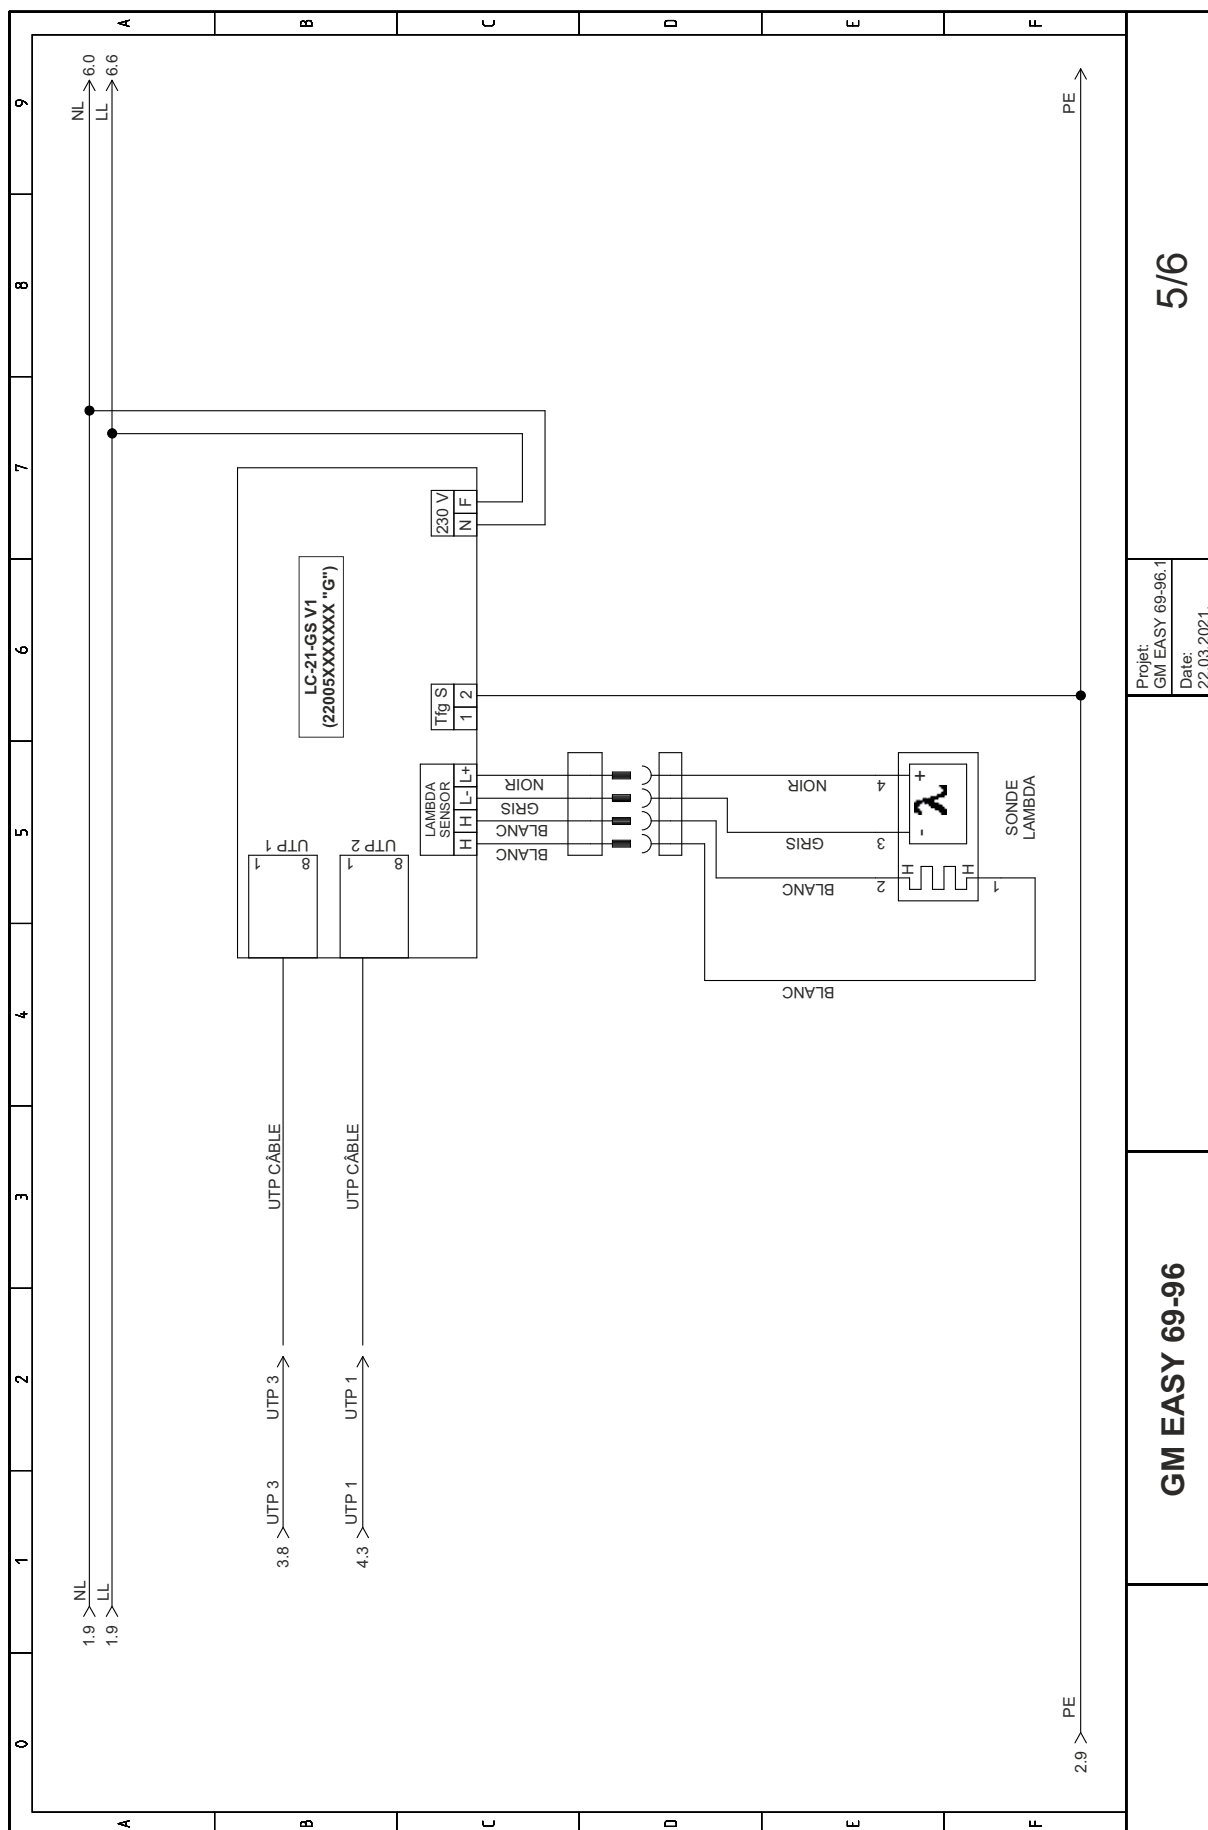 0 1 2 3 4 5 6 7 8 9
A
B
C
D
E
F
A
B
C
D
E
F
1.9 NL
NL 6.0
1.9 LL
LL 6.6
3.8 UTP 3
UTP 3
UTP CÂBLE
4.3 UTP 1
UTP 1
UTP CÂBLE
1 UTP 1 8
1 UTP 2 8
LC-21-GS V1
(22005XXXXXXX "G")
LAMBDA
SENSOR
H H L- L+
Tfg S
1 2
230 V
N F
BLANC
BLANC
GRIS
NOIR
BLANC
BLANC
GRIS
NOIR
2
3
4
H
H
1
-
λ
+
SONDE
LAMBDA
2.9 PE
PE
GM EASY 69-96
Projet:
GM EASY 69-96.1
Date:
22.03.2021.
5/6